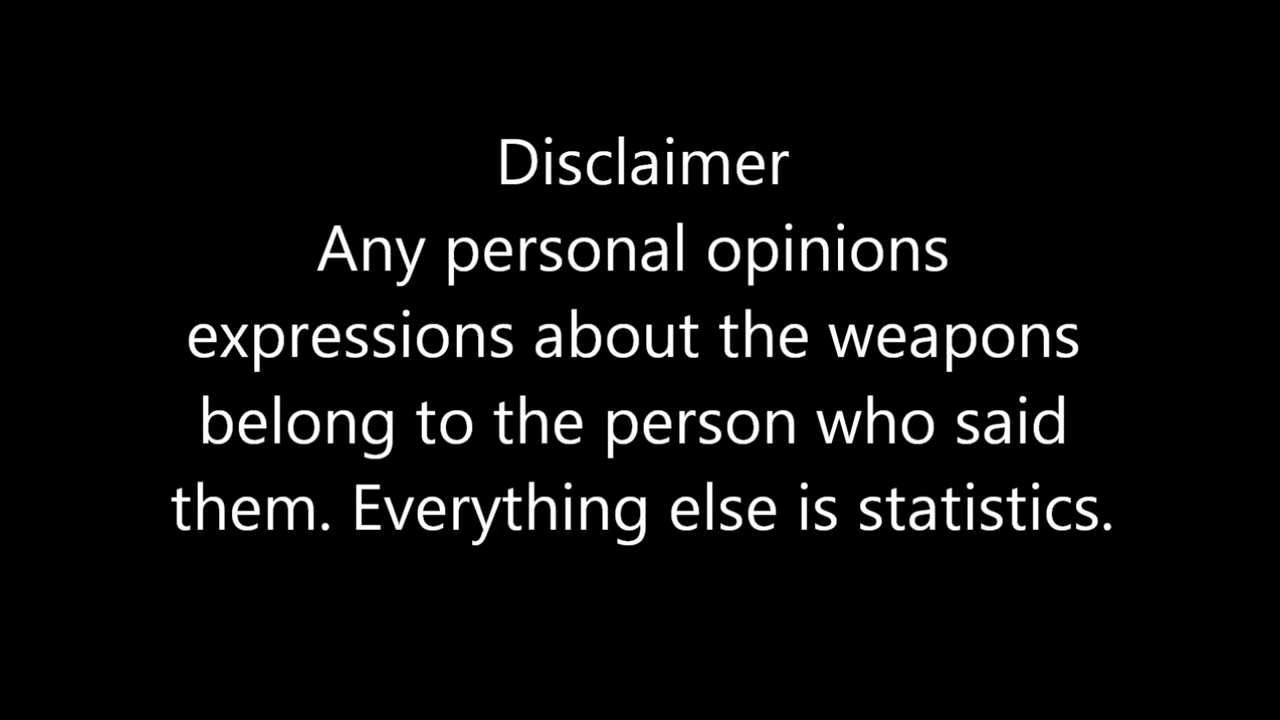 Disclaimer
Any personal opinions
expressions about the weapons
belong to the person who said
them. Everything else is statistics.